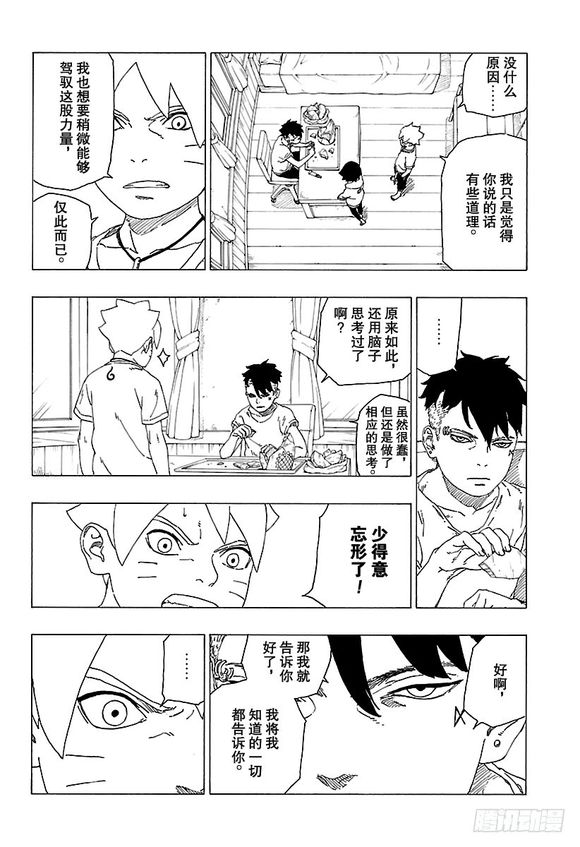 没什么
原因……
我只是觉得
你说的话
有些道理。
我也想要
稍微能够
驾驭这股力量，
仅此而已。
……
原来如此，
还用脑子
思考过了
啊？
虽然很蠢，
但还是做了
相应的思考。
少得意
忘形了！
好啊，
那我就
告诉你
好了，
我将我
知道的一切
都告诉你。
……
腾讯动漫